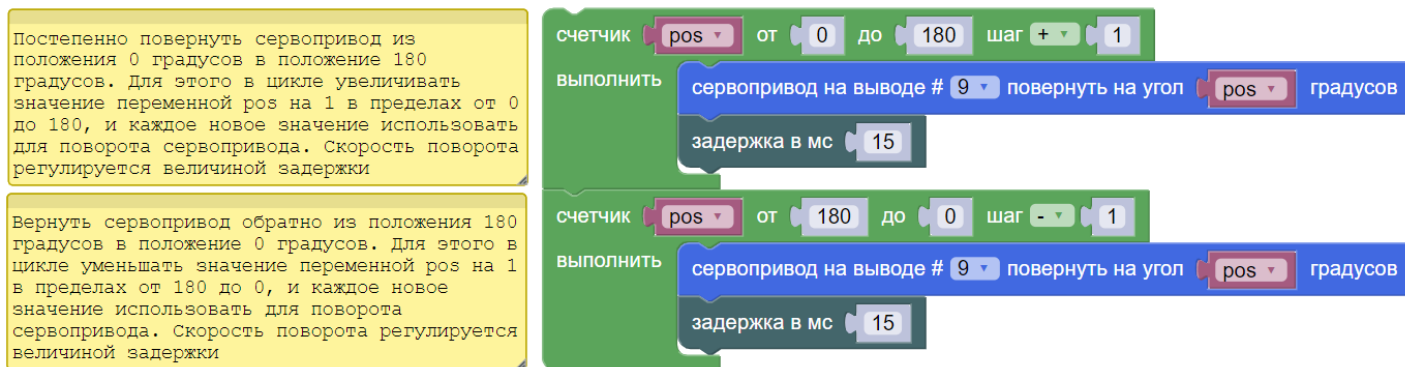 Постепенно повернуть сервопривод из
положения 0 градусов в положение 180
градусов. Для этого в цикле увеличивать
значение переменной pos на 1 в пределах от 0
до 180, и каждое новое значение использовать
для поворота сервопривода. Скорость поворота
регулируется величиной задержки
счетчик pos от 0 до 180 шаг + 1
выполнить
сервопривод на выводе # 9 повернуть на угол pos градусов
задержка в мс 15
Вернуть сервопривод обратно из положения 180
градусов в положение 0 градусов. Для этого в
цикле уменьшать значение переменной pos на 1
в пределах от 180 до 0, и каждое новое
значение использовать для поворота
сервопривода. Скорость поворота регулируется
величиной задержки
счетчик pos от 180 до 0 шаг - 1
выполнить
сервопривод на выводе # 9 повернуть на угол pos градусов
задержка в мс 15